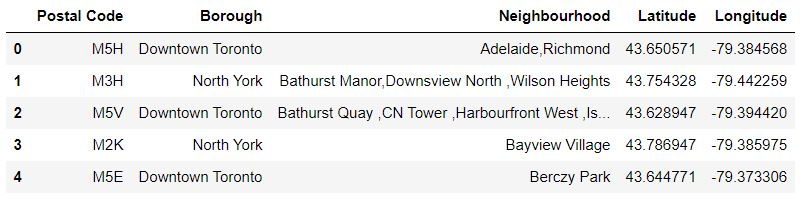 Postal Code Borough Neighbourhood Latitude Longitude
0 M5H Downtown Toronto Adelaide,Richmond 43.650571 -79.384568
1 M3H North York Bathurst Manor,Downsview North ,Wilson Heights 43.754328 -79.442259
2 M5V Downtown Toronto Bathurst Quay ,CN Tower ,Harbourfront West ,Is... 43.628947 -79.394420
3 M2K North York Bayview Village 43.786947 -79.385975
4 M5E Downtown Toronto Berczy Park 43.644771 -79.373306